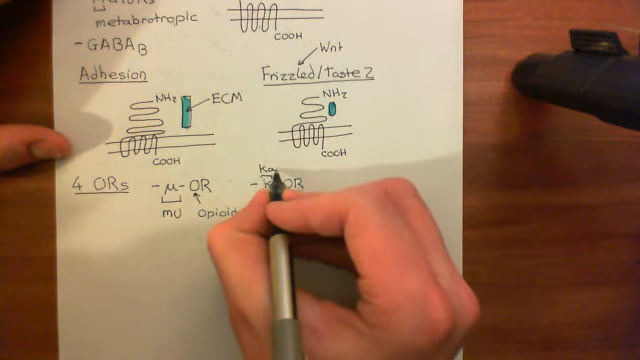 metabrotropic
COOH
- GABA B
Wnt
Adhesion
Frizzled/Taste 2
NH2
ECM
NH2
COOH
COOH
4 ORs
- μ - OR
Ka
- K OR
mu
Opioid